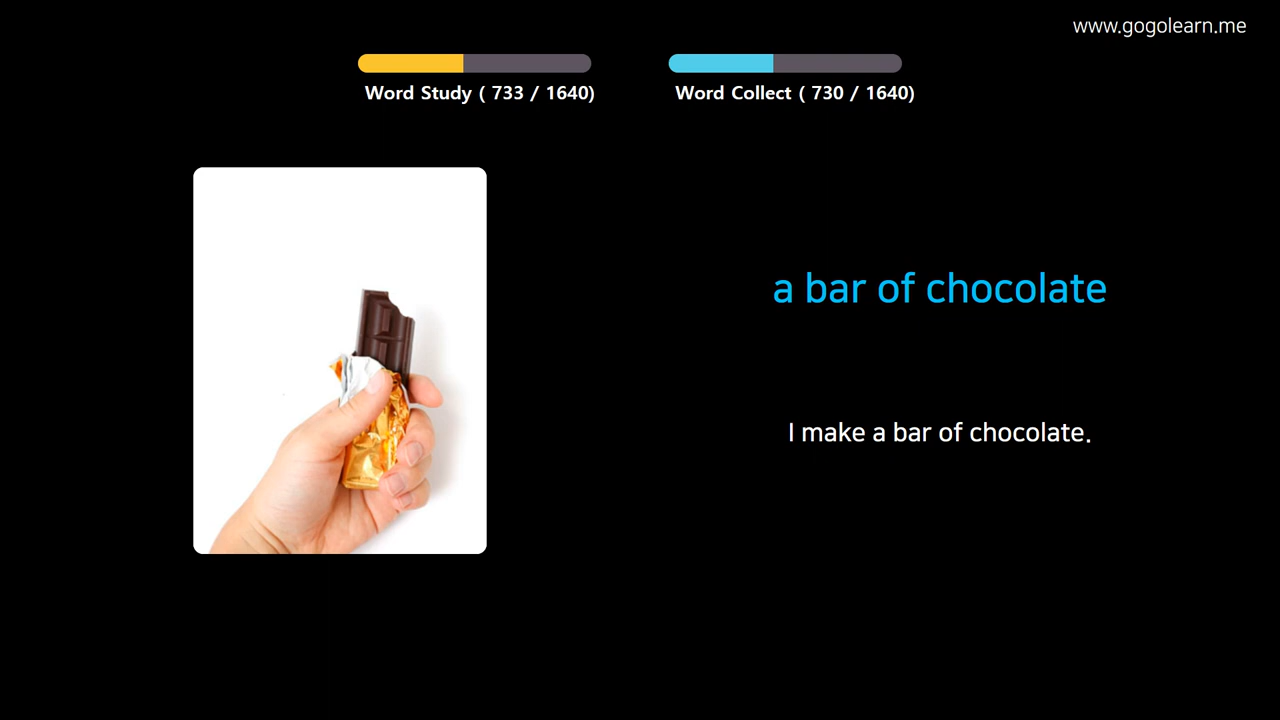 www.gogolearn.me
Word Study ( 733 / 1640)
Word Collect ( 730 / 1640)
a bar of chocolate
I make a bar of chocolate.